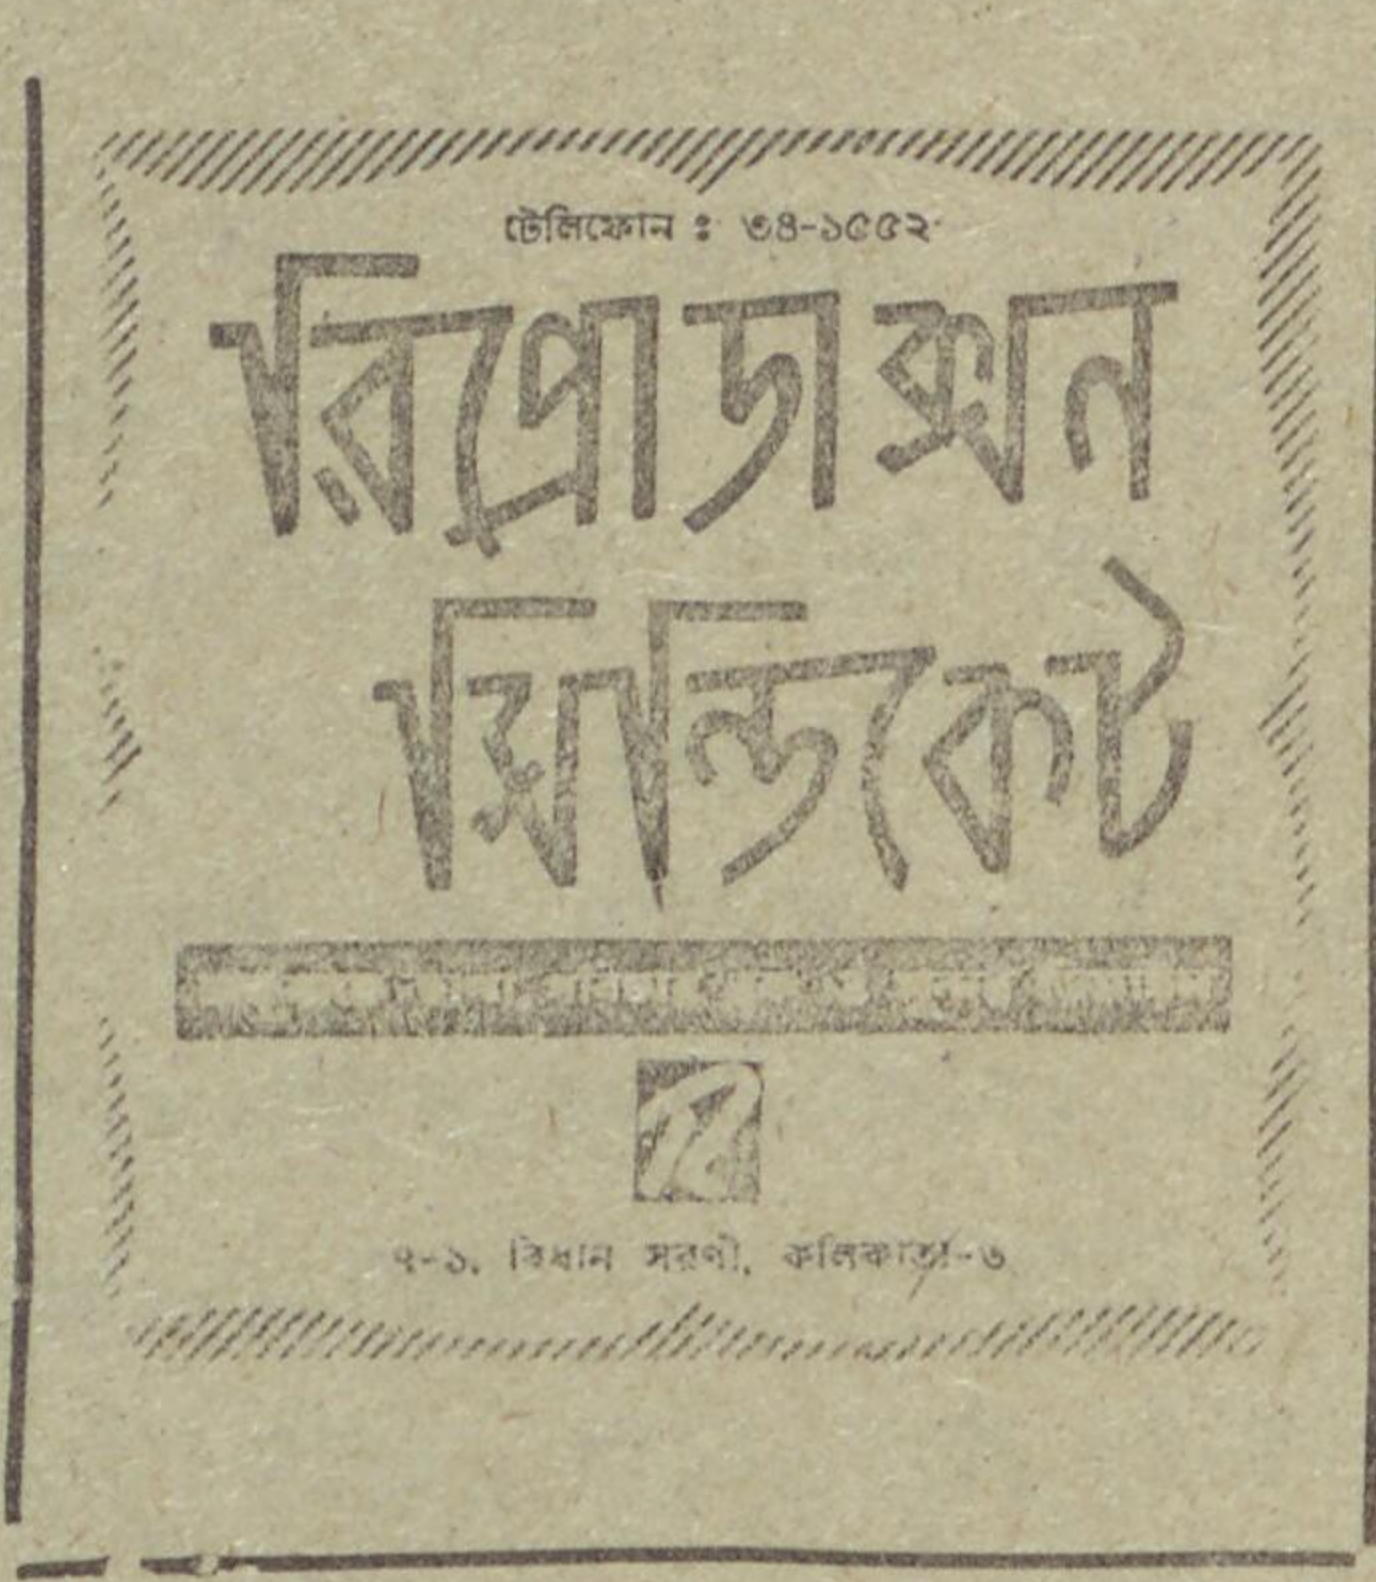 টেলিফোন : ৩৪-১৫৫২
রিপ্রোডাক্সন
সিন্ডিকেট
৭-১, বিধান সরণী, কলিকাতা-৬